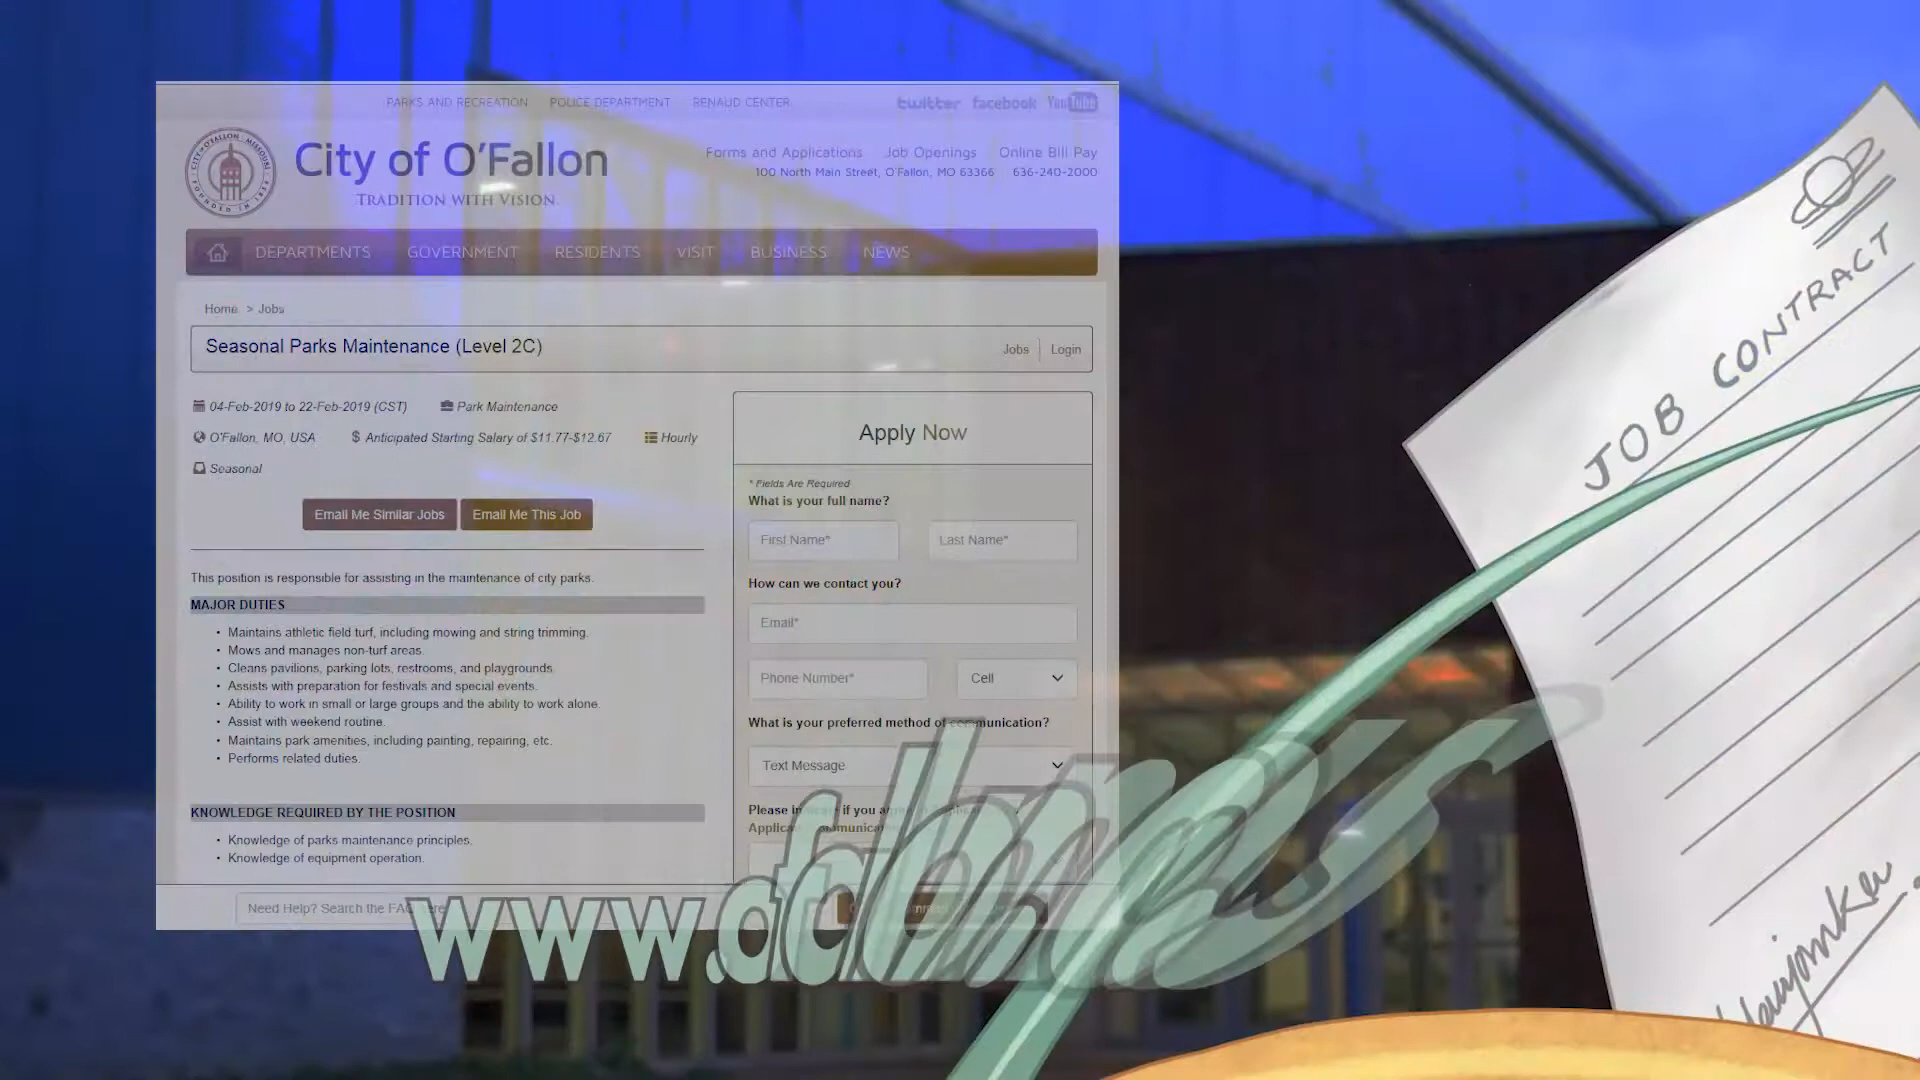 PARKS AND RECREATION POLICE DEPARTMENT RENAUD CENTER
twitter facebook YouTube
City of O'Fallon
TRADITION WITH VISION
Forms and Applications Job Openings Online Bill Pay
100 North Main Street, O'Fallon, MO 63366 636-240-2000
DEPARTMENTS GOVERNMENT RESIDENTS VISIT BUSINESS NEWS
Home > Jobs
Seasonal Parks Maintenance (Level 2C)
Jobs Login
04-Feb-2019 to 22-Feb-2019 (CST) Park Maintenance
O'Fallon, MO, USA $ Anticipated Starting Salary of $11.77-$12.67 Hourly
Seasonal
Email Me Similar Jobs Email Me This Job
This position is responsible for assisting in the maintenance of city parks.
MAJOR DUTIES
• Maintains athletic field turf, including mowing and string trimming.
• Mows and manages non-turf areas.
• Cleans pavilions, parking lots, restrooms, and playgrounds.
• Assists with preparation for festivals and special events.
• Ability to work in small or large groups and the ability to work alone.
• Assist with weekend routine.
• Maintains park amenities, including painting, repairing, etc.
• Performs related duties.
KNOWLEDGE REQUIRED BY THE POSITION
• Knowledge of parks maintenance principles.
• Knowledge of equipment operation.
Apply Now
* Fields Are Required
What is your full name?
First Name* Last Name*
How can we contact you?
Email*
Phone Number* Cell
What is your preferred method of communication?
Text Message
Please if you
Need Help? Search the FAQ
www.
JOB CONTRACT